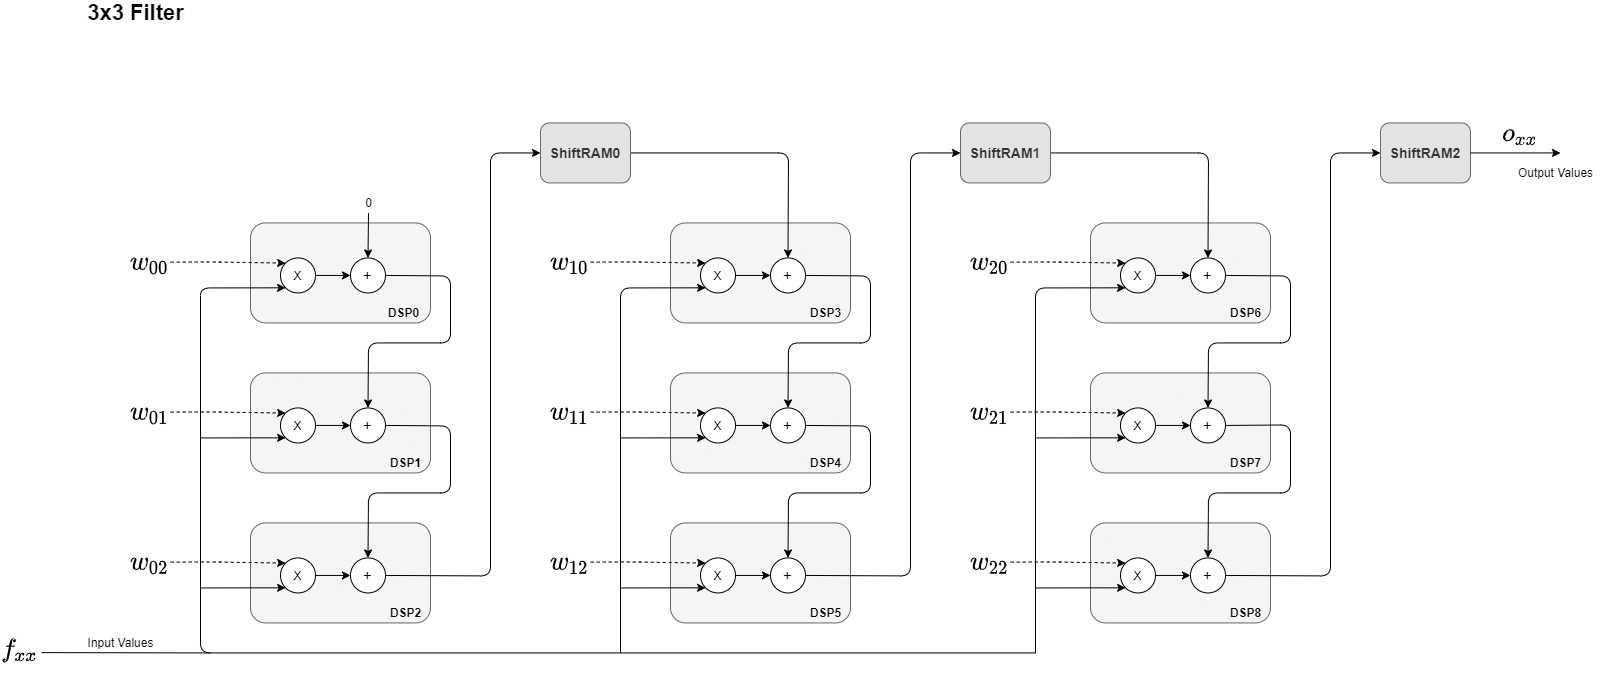 3x3 Filter
ShiftRAM0
ShiftRAM1
ShiftRAM2
o_xx
Output Values
0
w_00
X
+
DSP0
w_10
X
+
DSP3
w_20
X
+
DSP6
w_01
X
+
DSP1
w_11
X
+
DSP4
w_21
X
+
DSP7
w_02
X
+
DSP2
w_12
X
+
DSP5
w_22
X
+
DSP8
f_xx
Input Values